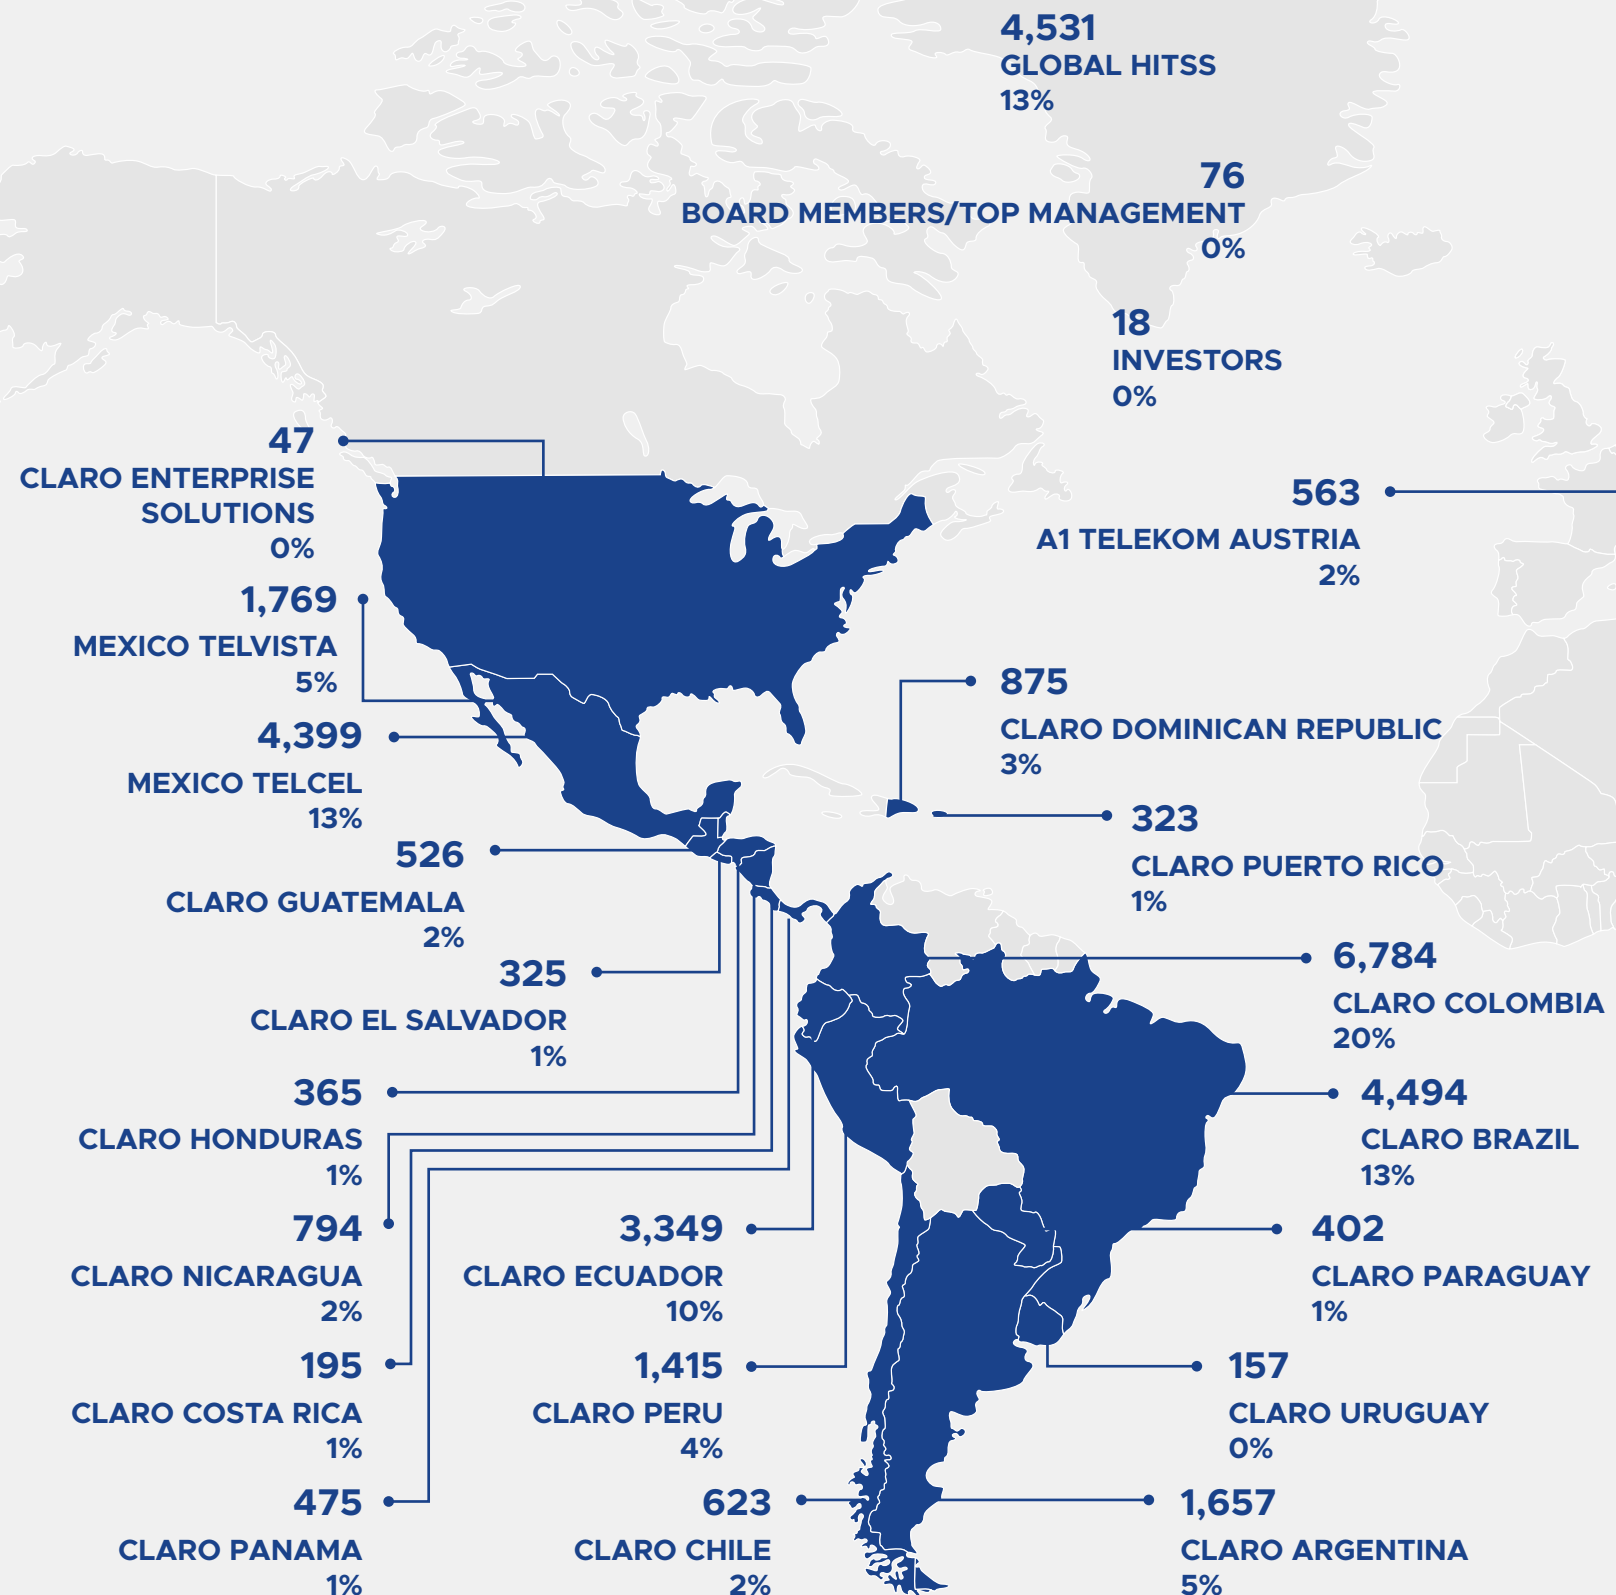 4,531
GLOBAL HITSS
13%
76
BOARD MEMBERS/TOP MANAGEMENT
0%
18
INVESTORS
0%
47
CLARO ENTERPRISE
SOLUTIONS
0%
563
A1 TELEKOM AUSTRIA
2%
1,769
MEXICO TELVISTA
5%
875
CLARO DOMINICAN REPUBLIC
3%
4,399
MEXICO TELCEL
13%
323
CLARO PUERTO RICO
1%
526
CLARO GUATEMALA
2%
6,784
CLARO COLOMBIA
20%
325
CLARO EL SALVADOR
1%
365
CLARO HONDURAS
1%
4,494
CLARO BRAZIL
13%
794
CLARO NICARAGUA
2%
3,349
CLARO ECUADOR
10%
402
CLARO PARAGUAY
1%
195
CLARO COSTA RICA
1%
1,415
CLARO PERU
4%
157
CLARO URUGUAY
0%
475
CLARO PANAMA
1%
623
CLARO CHILE
2%
1,657
CLARO ARGENTINA
5%